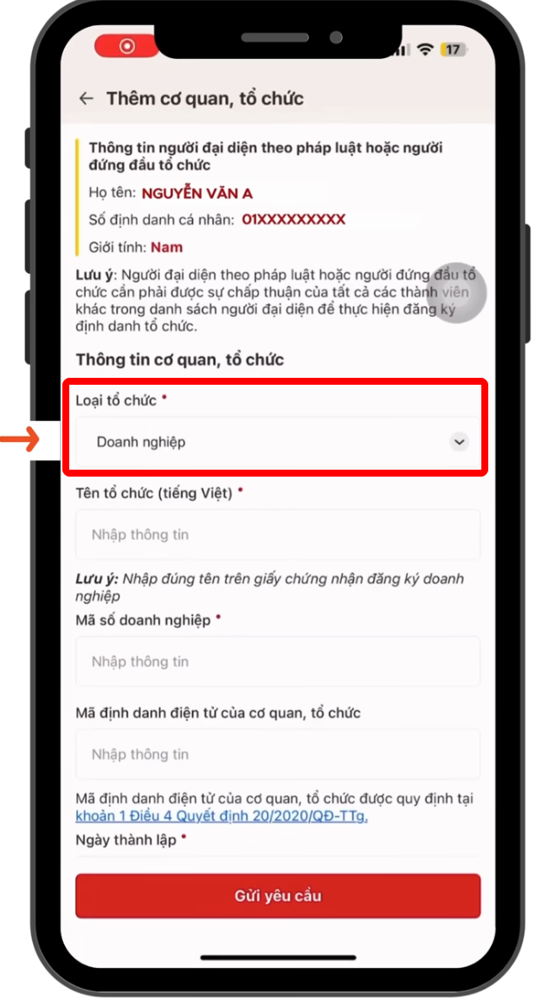 17
Thêm cơ quan, tổ chức
Thông tin người đại diện theo pháp luật hoặc người
đứng đầu tổ chức
Họ tên: NGUYỄN VĂN A
Số định danh cá nhân: 01XXXXXXXXX
Giới tính: Nam
Lưu ý: Người đại diện theo pháp luật hoặc người đứng đầu tổ
chức cần phải được sự chấp thuận của tất cả các thành viên
khác trong danh sách người đại diện để thực hiện đăng ký
định danh tổ chức.
Thông tin cơ quan, tổ chức
Loại tổ chức *
Doanh nghiệp
Tên tổ chức (tiếng Việt) *
Nhập thông tin
Lưu ý: Nhập đúng tên trên giấy chứng nhận đăng ký doanh
nghiệp
Mã số doanh nghiệp *
Nhập thông tin
Mã định danh điện tử của cơ quan, tổ chức
Nhập thông tin
Mã định danh điện tử của cơ quan, tổ chức được quy định tại
khoản 1 Điều 4 Quyết định 20/2020/QĐ-TTg.
Ngày thành lập *
Gửi yêu cầu